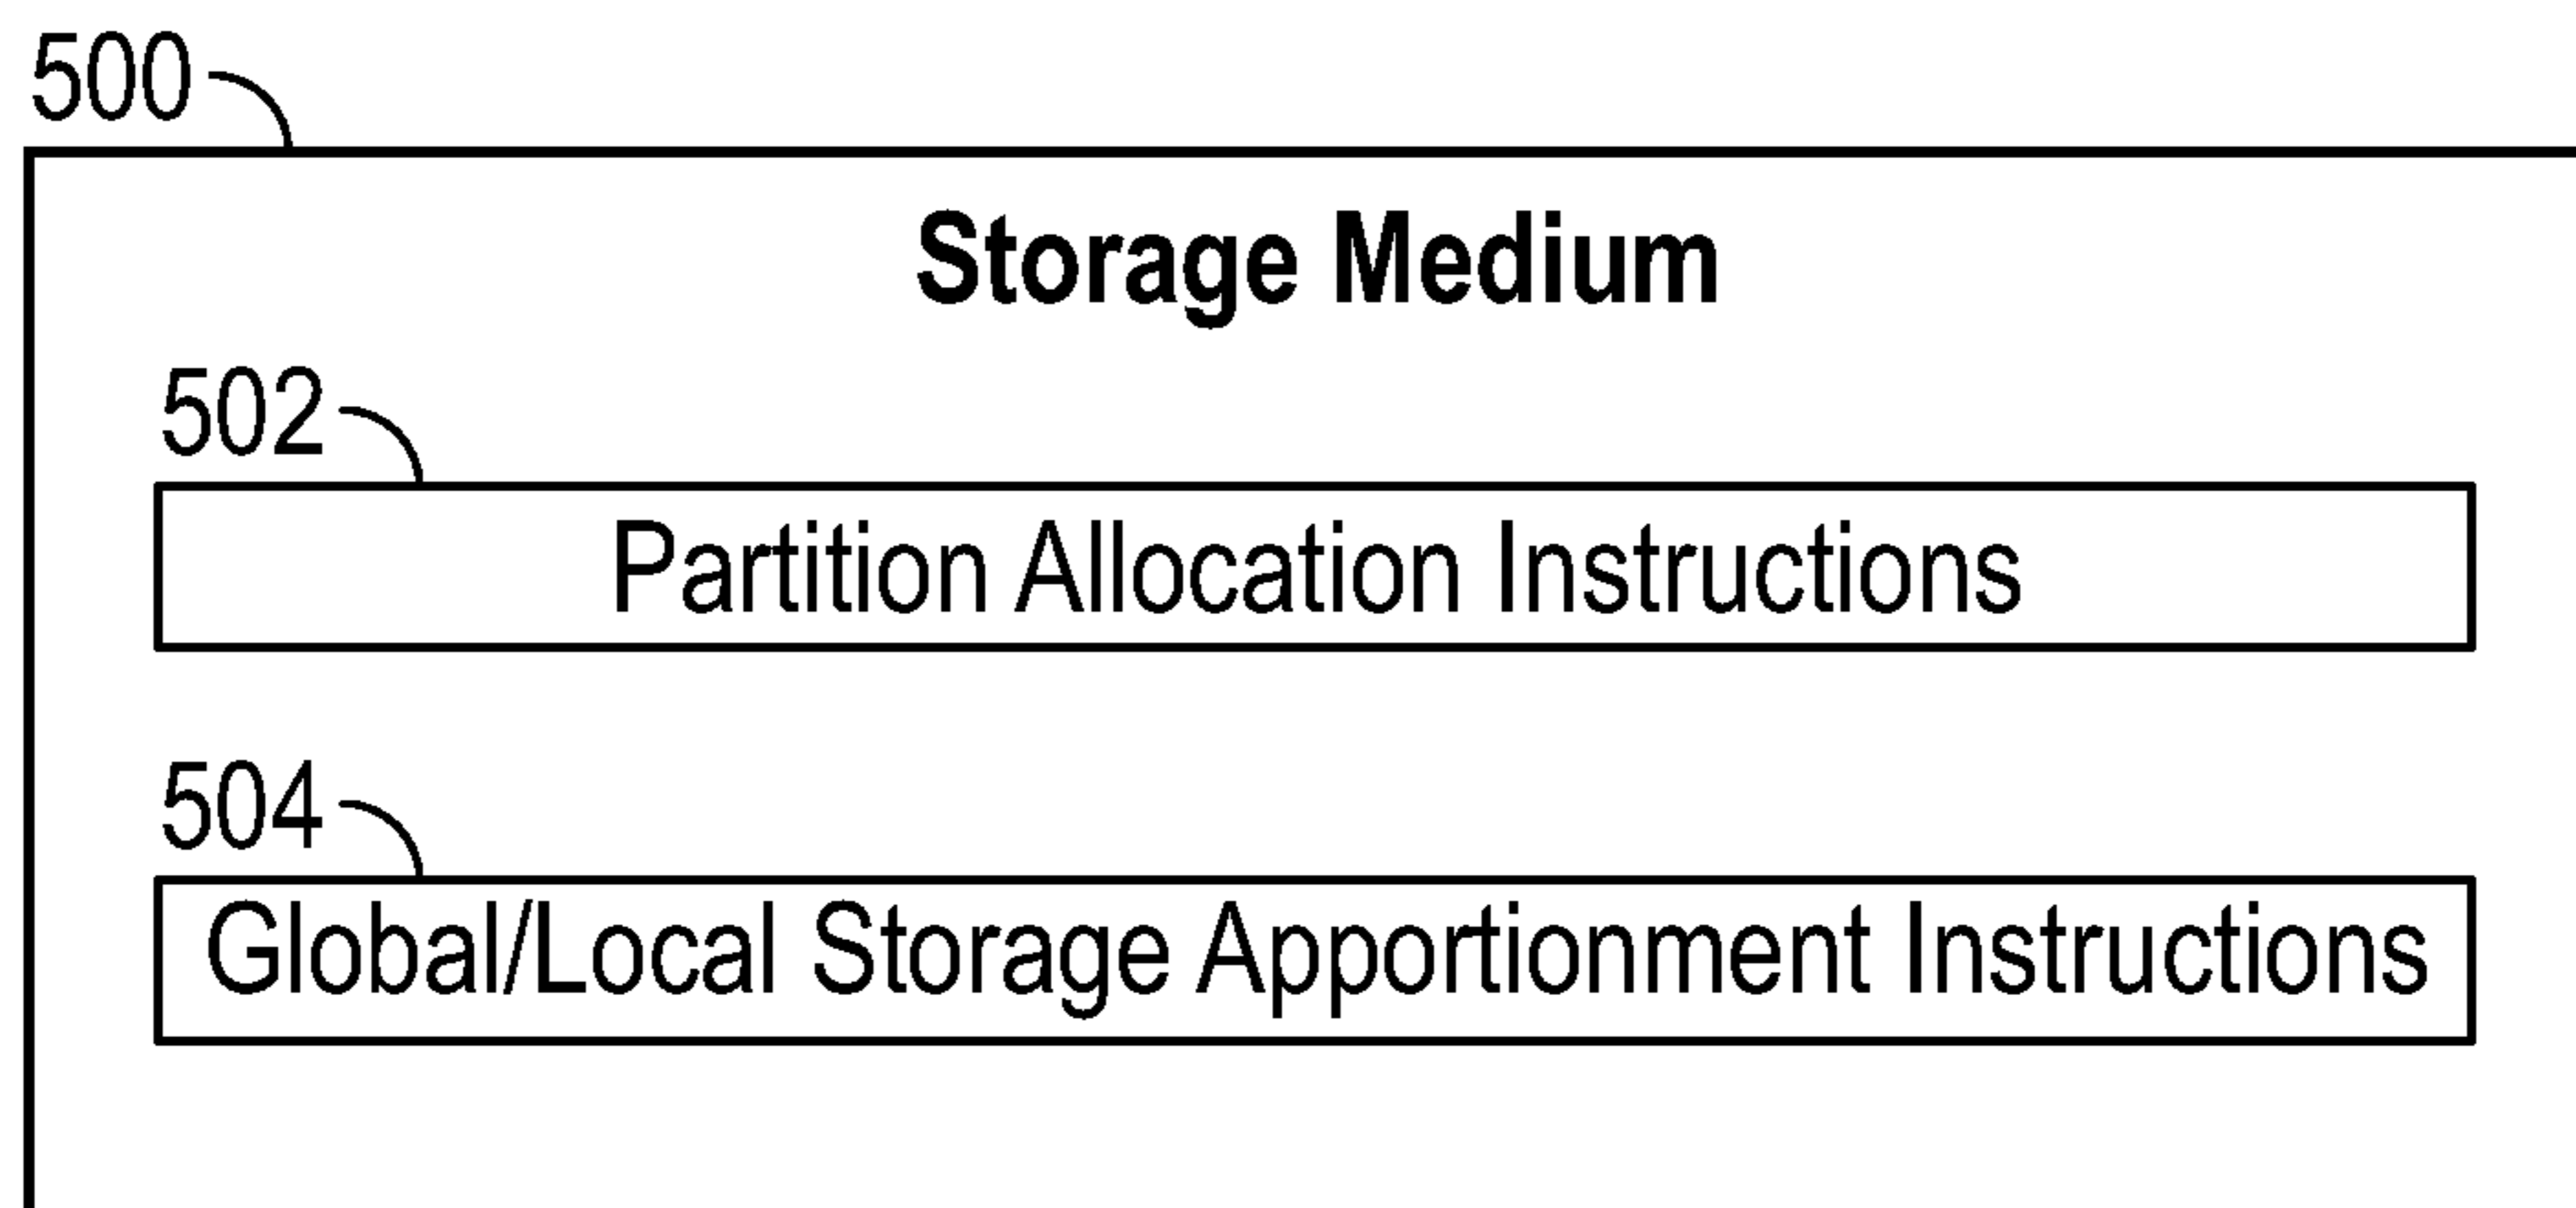 500
Storage Medium
502
Partition Allocation Instructions
504
Global/Local Storage Apportionment Instructions